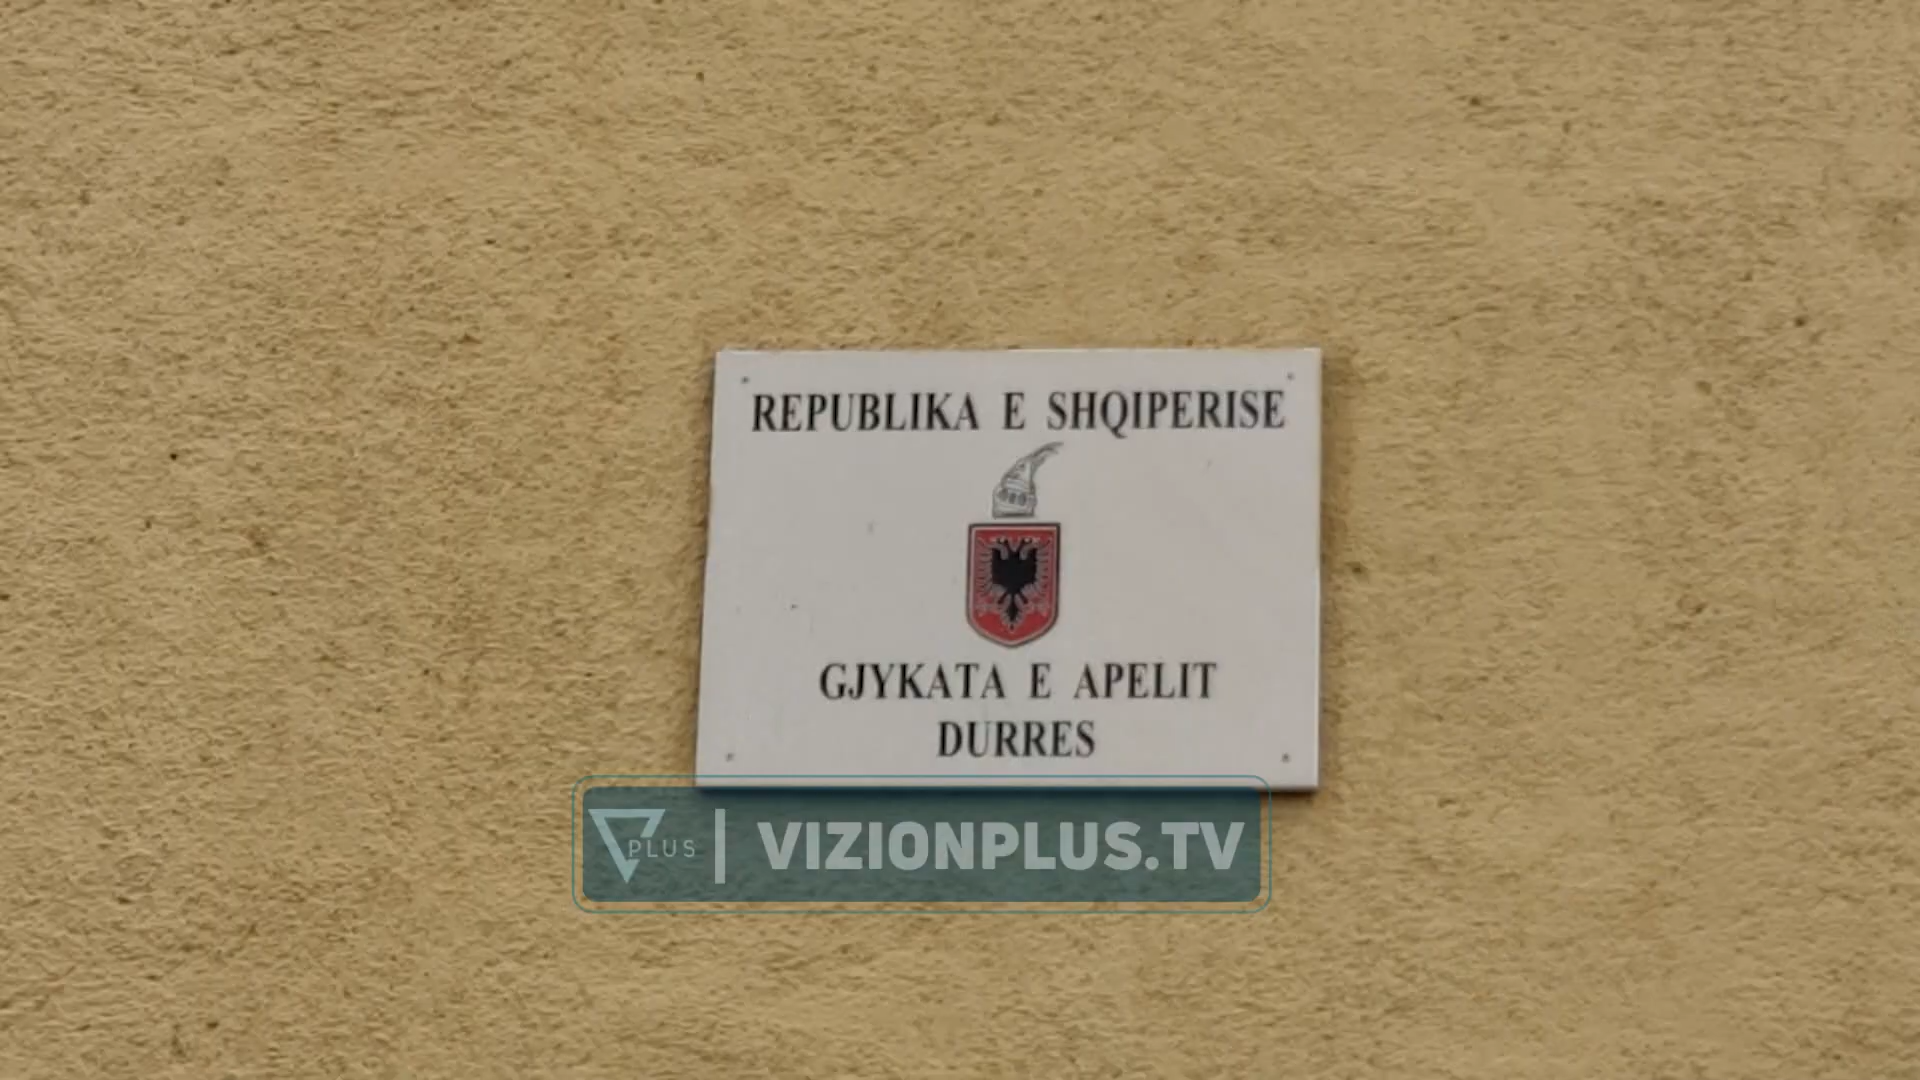 REPUBLIKA E SHQIPERISE
GJYKATA E APELIT
DURRES
PLUS | VIZIONPLUS.TV